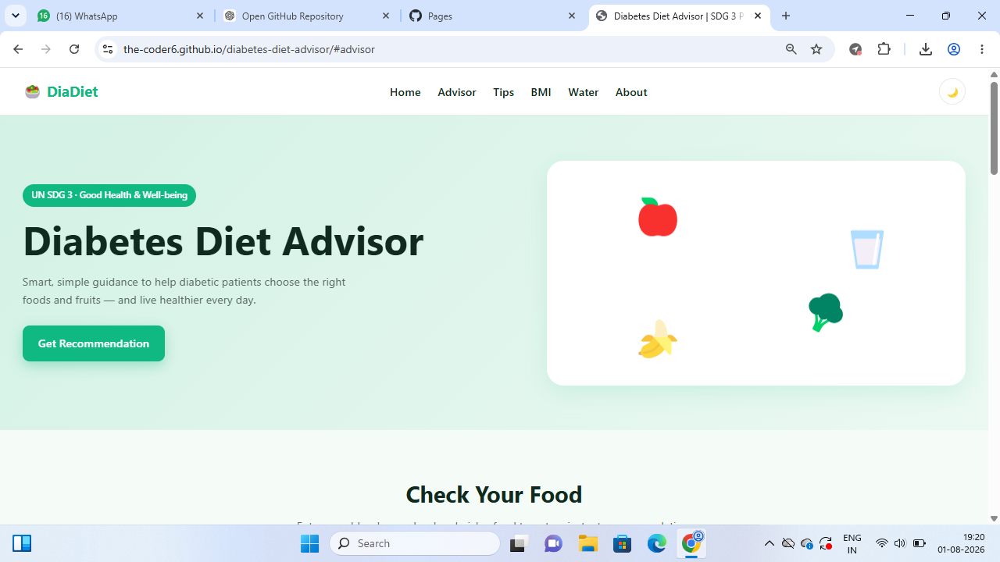 (16) WhatsApp
Open GitHub Repository
Pages
Diabetes Diet Advisor | SDG 3 P
the-coder6.github.io/diabetes-diet-advisor/#advisor
DiaDiet
Home
Advisor
Tips
BMI
Water
About
UN SDG 3 · Good Health & Well-being
Diabetes Diet Advisor
Smart, simple guidance to help diabetic patients choose the right
foods and fruits — and live healthier every day.
Get Recommendation
Check Your Food
Search
ENG
IN
19:20
01-08-2026